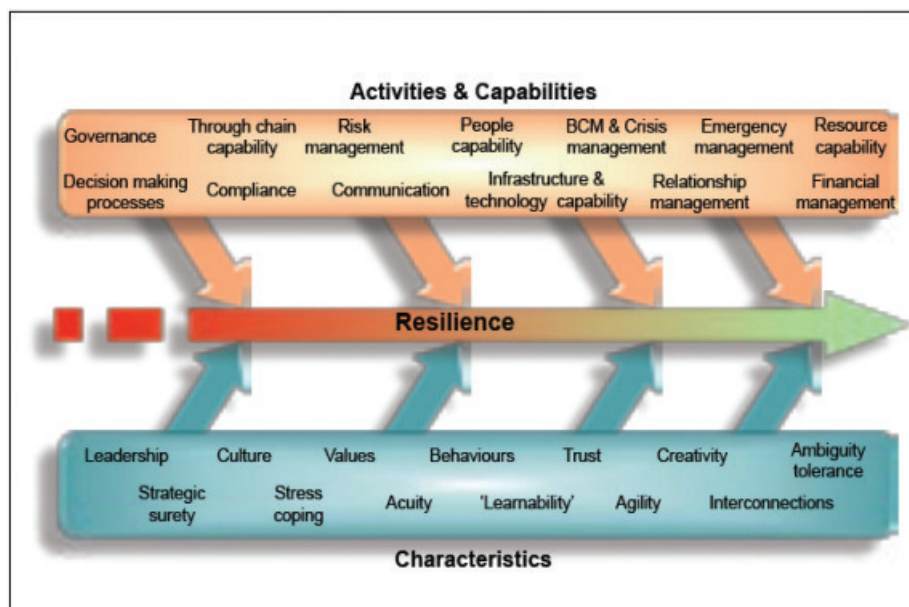 Activities & Capabilities
Governance
Through chain
capability
Risk
management
People
capability
BCM & Crisis
management
Emergency
management
Resource
capability
Decision making
processes
Compliance
Communication
Infrastructure &
technology capability
Relationship
management
Financial
management
Resilience
Leadership
Culture
Values
Behaviours
Trust
Creativity
Ambiguity
tolerance
Strategic
surety
Stress
coping
Acuity
'Learnability'
Agility
Interconnections
Characteristics